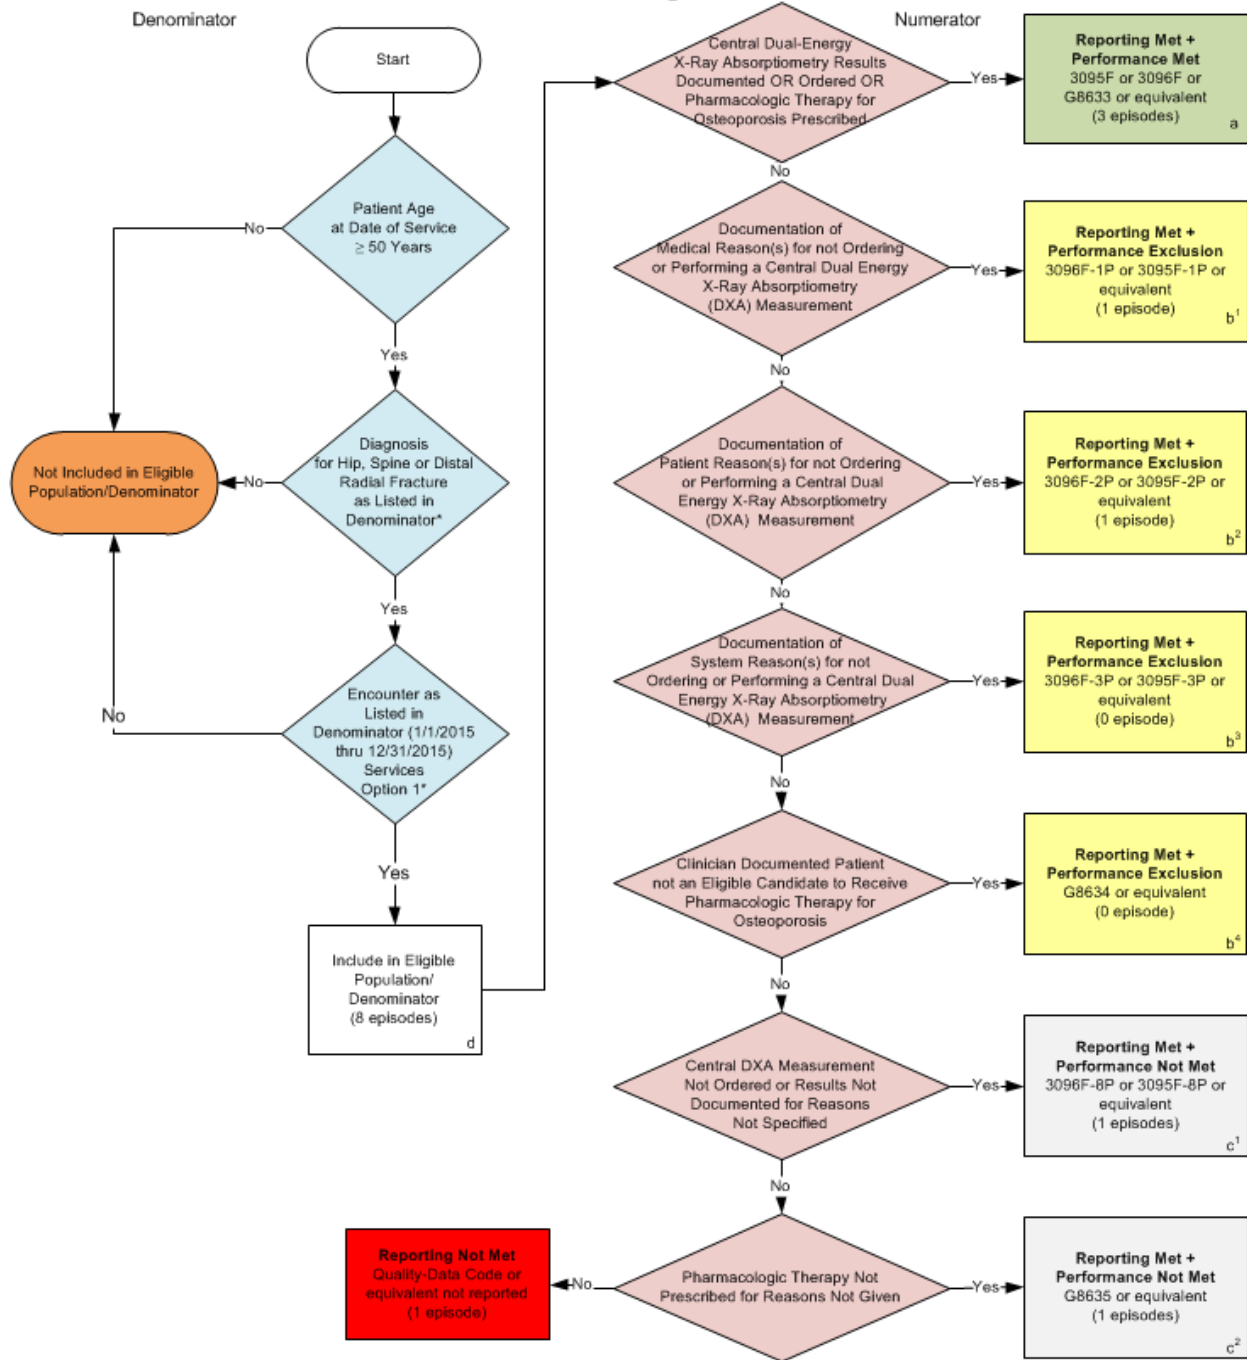 Denominator
Start
Patient Age
at Date of Service
≥ 50 Years
No
Yes
Diagnosis
for Hip, Spine or Distal
Radial Fracture
as Listed in
Denominator*
No
Not Included in Eligible
Population/Denominator
Yes
Encounter as
Listed in
Denominator (1/1/2015
thru 12/31/2015)
Services
Option 1*
No
Yes
Include in Eligible
Population/
Denominator
(8 episodes)
d
Numerator
Central Dual-Energy
X-Ray Absorptiometry Results
Documented OR Ordered OR
Pharmacologic Therapy for
Osteoporosis Prescribed
Yes
Reporting Met +
Performance Met
3095F or 3096F or
G8633 or equivalent
(3 episodes)
a
No
Documentation of
Medical Reason(s) for not Ordering
or Performing a Central Dual Energy
X-Ray Absorptiometry
(DXA) Measurement
Yes
Reporting Met +
Performance Exclusion
3096F-1P or 3095F-1P or
equivalent
(1 episode)
b1
No
Documentation of
Patient Reason(s) for not Ordering
or Performing a Central Dual
Energy X-Ray Absorptiometry
(DXA) Measurement
Yes
Reporting Met +
Performance Exclusion
3096F-2P or 3095F-2P or
equivalent
(1 episode)
b2
No
Documentation of
System Reason(s) for not
Ordering or Performing a Central Dual
Energy X-Ray Absorptiometry
(DXA) Measurement
Yes
Reporting Met +
Performance Exclusion
3096F-3P or 3095F-3P or
equivalent
(0 episode)
b3
No
Clinician Documented Patient
not an Eligible Candidate to Receive
Pharmacologic Therapy for
Osteoporosis
Yes
Reporting Met +
Performance Exclusion
G8634 or equivalent
(0 episode)
b4
No
Central DXA Measurement
Not Ordered or Results Not
Documented for Reasons
Not Specified
Yes
Reporting Met +
Performance Not Met
3096F-8P or 3095F-8P or
equivalent
(1 episodes)
c1
No
Pharmacologic Therapy Not
Prescribed for Reasons Not Given
Yes
Reporting Met +
Performance Not Met
G8635 or equivalent
(1 episodes)
c2
No
Reporting Not Met
Quality-Data Code or
equivalent not reported
(1 episode)